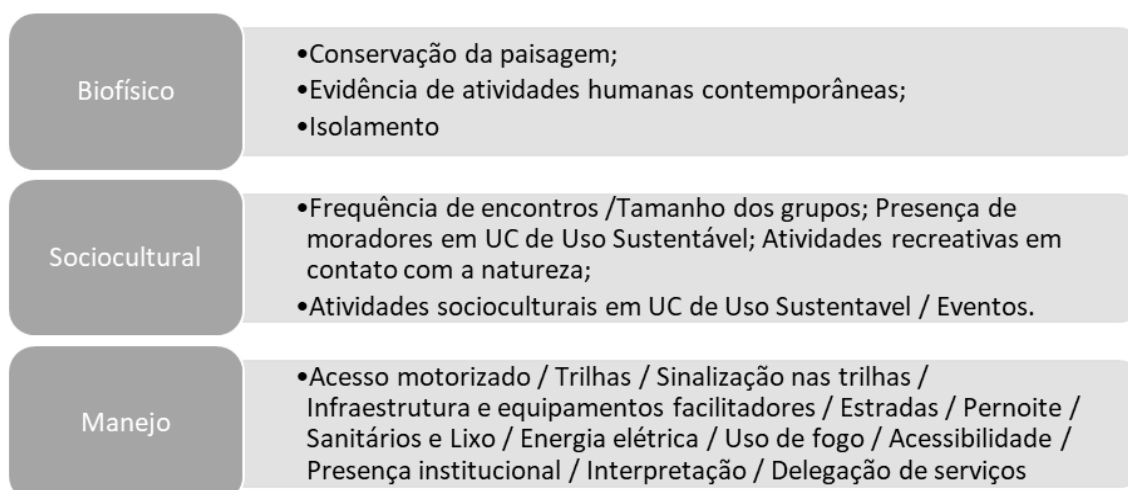 Biofísico
•Conservação da paisagem;
•Evidência de atividades humanas contemporâneas;
•Isolamento
Sociocultural
•Frequência de encontros /Tamanho dos grupos; Presença de
moradores em UC de Uso Sustentável; Atividades recreativas em
contato com a natureza;
•Atividades socioculturais em UC de Uso Sustentavel / Eventos.
Manejo
•Acesso motorizado / Trilhas / Sinalização nas trilhas /
Infraestrutura e equipamentos facilitadores / Estradas / Pernoite /
Sanitários e Lixo / Energia elétrica / Uso de fogo / Acessibilidade /
Presença institucional / Interpretação / Delegação de serviços